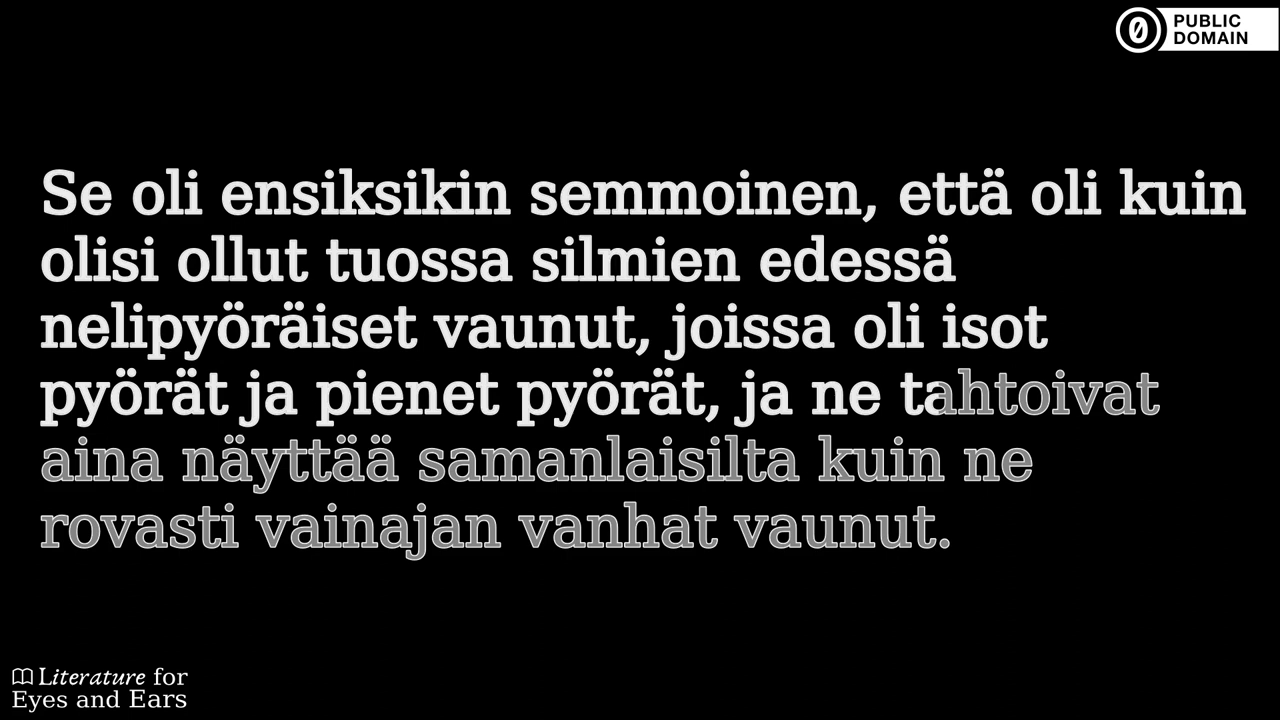 PUBLIC
DOMAIN
Se oli ensiksikin semmoinen, että oli kuin
olisi ollut tuossa silmien edessä
nelipyöräiset vaunut, joissa oli isot
pyörät ja pienet pyörät, ja ne tahtoivat
aina näyttää samanlaisilta kuin ne
rovasti vainajan vanhat vaunut.
Literature for
Eyes and Ears